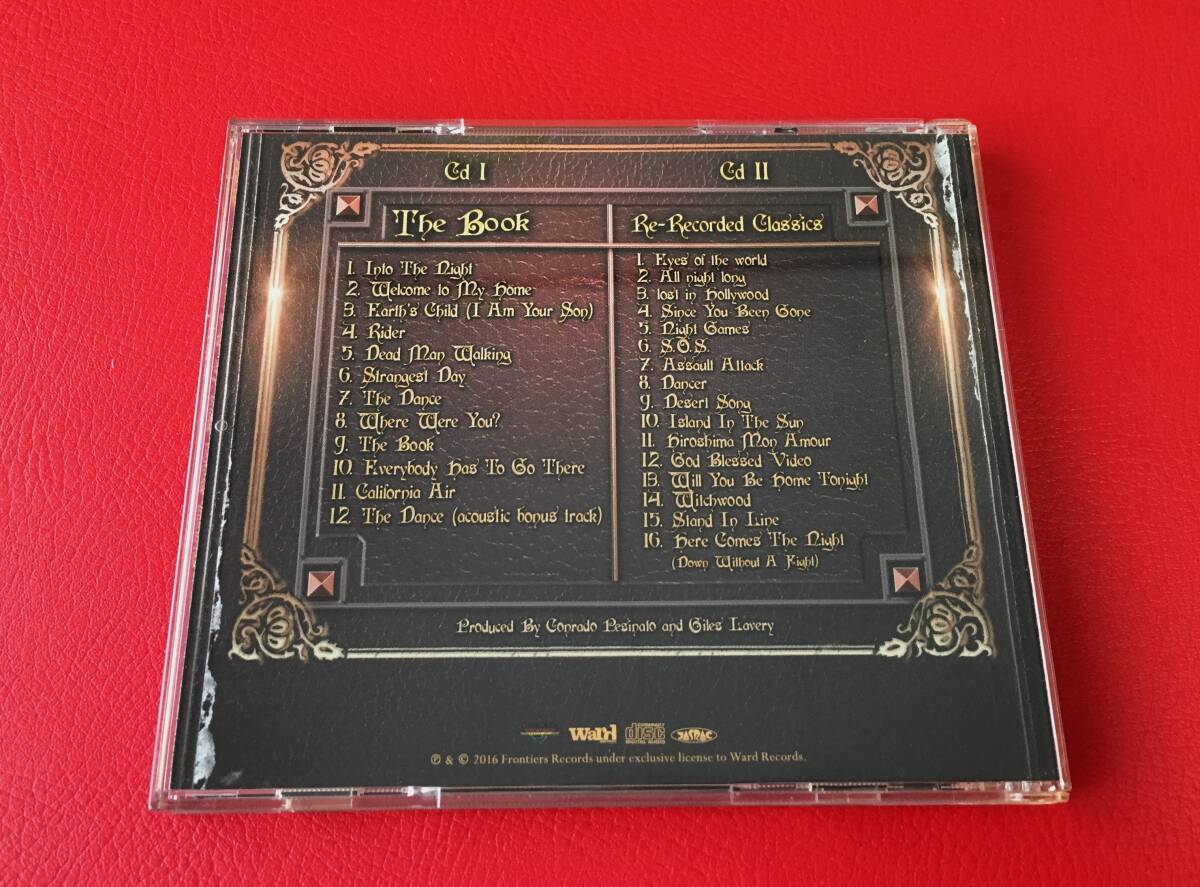 Cd I
The Book
1. Into The Night
2. Welcome to My Home
3. Earth's Child (I Am Your Son)
4. Rider
5. Dead Man Walking
6. Strangest Day
7. The Dance
8. Where Were You?
9. The Book
10. Everybody Has To Go There
11. California Air
12. The Dance (acoustic bonus track)
Cd II
Re-Recorded Classics
1. Eyes of the world
2. All night long
3. lost in Hollywood
4. Since You Been Gone
5. Night Games
6. S.O.S.
7. Assault Attack
8. Dancer
9. Desert Song
10. Island In The Sun
11. Hiroshima Mon Amour
12. God Blessed Video
13. Will You Be Home Tonight
14. Witchwood
15. Stand In Line
16. Here Comes The Night
(Down Without A Fight)
Produced By Conrado Pesinato and Giles Lavery
Ward
COMPACT
disc
DIGITAL AUDIO
JASRAC
℗ & © 2016 Frontiers Records under exclusive license to Ward Records.